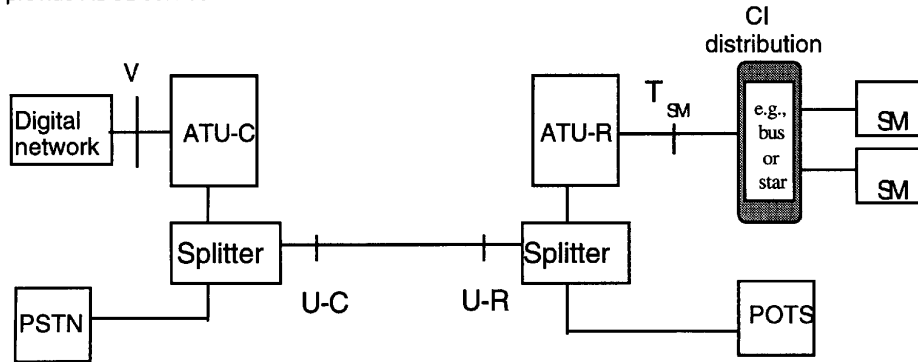 CI
distribution
V
T SM
Digital
network
ATU-C
ATU-R
e.g.,
bus
or
star
SM
SM
Splitter
Splitter
U-C
U-R
PSTN
POTS